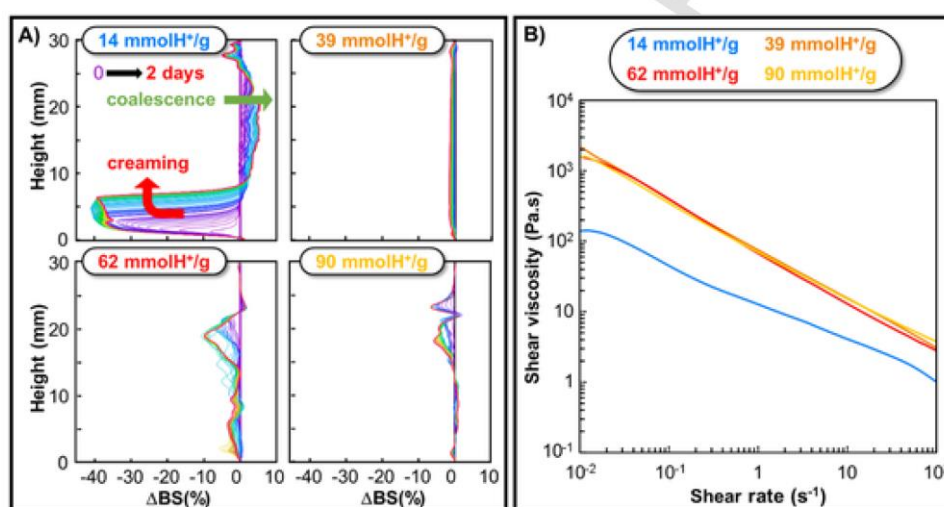 A)
14 mmolH⁺/g
39 mmolH⁺/g
0 2 days
coalescence
creaming
Height (mm)
30
20
10
0
62 mmolH⁺/g
90 mmolH⁺/g
Height (mm)
30
20
10
0
-40 -30 -20 -10 0 10
-40 -30 -20 -10 0 10
ΔBS(%)
ΔBS(%)
B)
14 mmolH⁺/g 39 mmolH⁺/g
62 mmolH⁺/g 90 mmolH⁺/g
Shear viscosity (Pa.s)
10⁴
10³
10²
10
1
10⁻¹
10⁻² 10⁻¹ 1 10
Shear rate (s⁻¹)